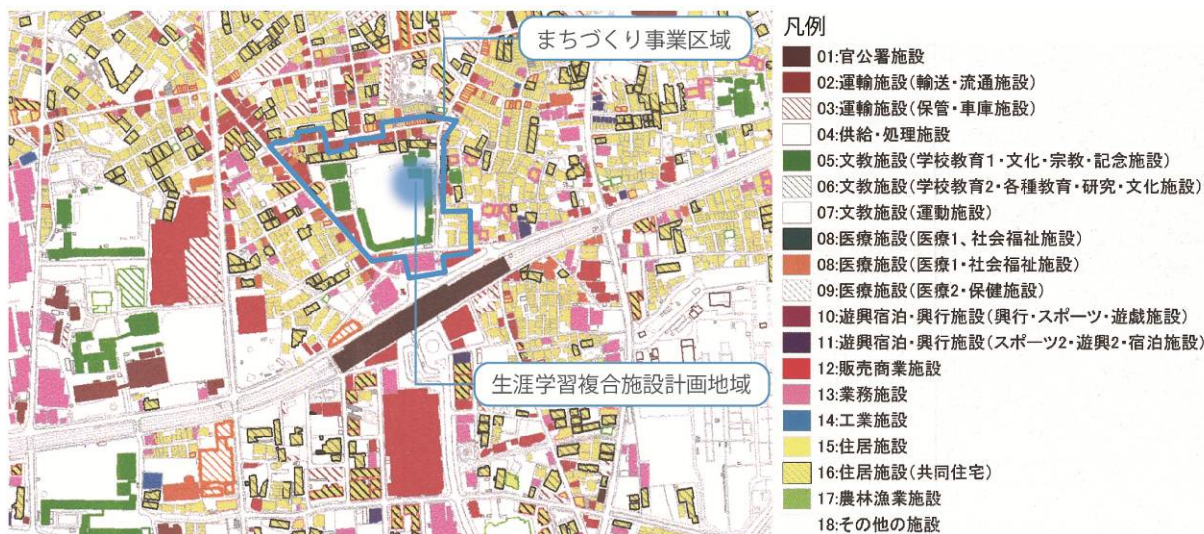 まちづくり事業区域
生涯学習複合施設計画地域
凡例
01:官公署施設
02:運輸施設(輸送・流通施設)
03:運輸施設(保管・車庫施設)
04:供給・処理施設
05:文教施設(学校教育1・文化・宗教・記念施設)
06:文教施設(学校教育2・各種教育・研究・文化施設)
07:文教施設(運動施設)
08:医療施設(医療1、社会福祉施設)
08:医療施設(医療1・社会福祉施設)
09:医療施設(医療2・保健施設)
10:遊興宿泊・興行施設(興行・スポーツ・遊戯施設)
11:遊興宿泊・興行施設(スポーツ2・遊興2・宿泊施設)
12:販売商業施設
13:業務施設
14:工業施設
15:住居施設
16:住居施設(共同住宅)
17:農林漁業施設
18:その他の施設